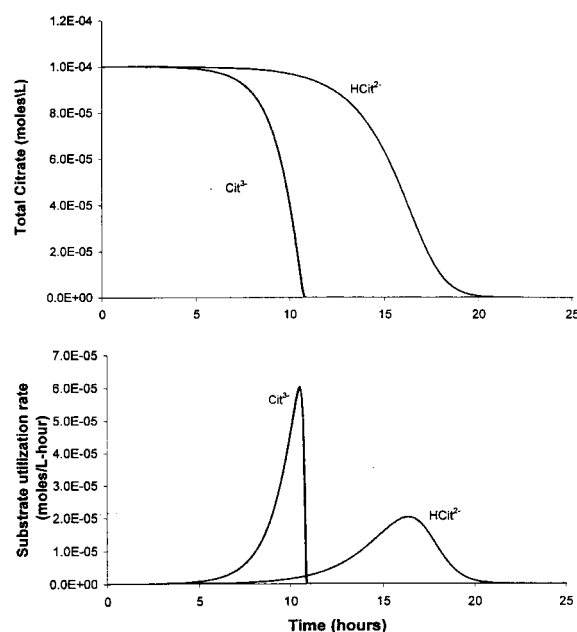 Total Citrate (moles\L)
1.0E-04
1.0E-04
8.0E-05
6.0E-05
4.0E-05
2.0E-05
0.0E+00
HCit2-
Cit3-
0
5
10
15
20
25
Substrate utilization rate
(moles/L-hour)
7.0E-05
6.0E-05
5.0E-05
4.0E-05
3.0E-05
2.0E-05
1.0E-05
0.0E+00
Cit3-
HCit2-
0
5
10
15
20
25
Time (hours)